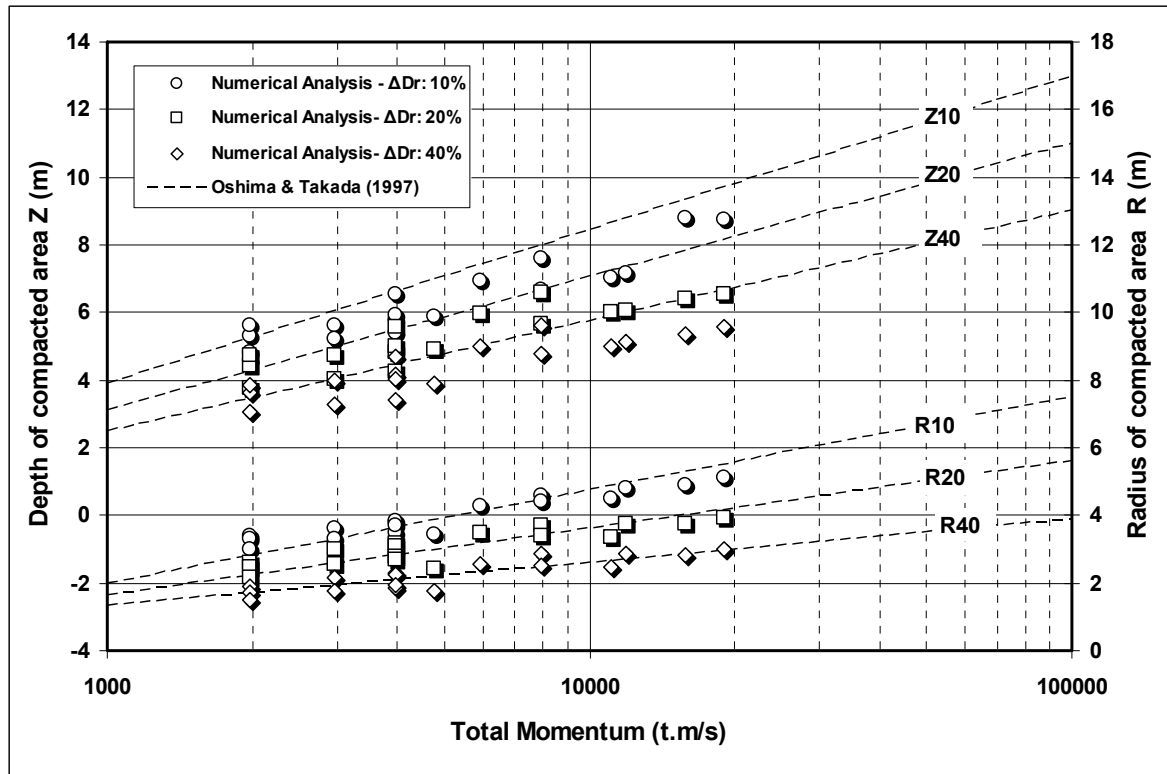 14
12
10
8
6
4
2
0
-2
-4
Depth of compacted area Z (m)
Numerical Analysis - ΔDr: 10%
Numerical Analysis- ΔDr: 20%
Numerical Analysis- ΔDr: 40%
Oshima & Takada (1997)
Z10
Z20
Z40
R10
R20
R40
18
16
14
12
10
8
6
4
2
0
Radius of compacted area R (m)
1000
10000
100000
Total Momentum (t.m/s)